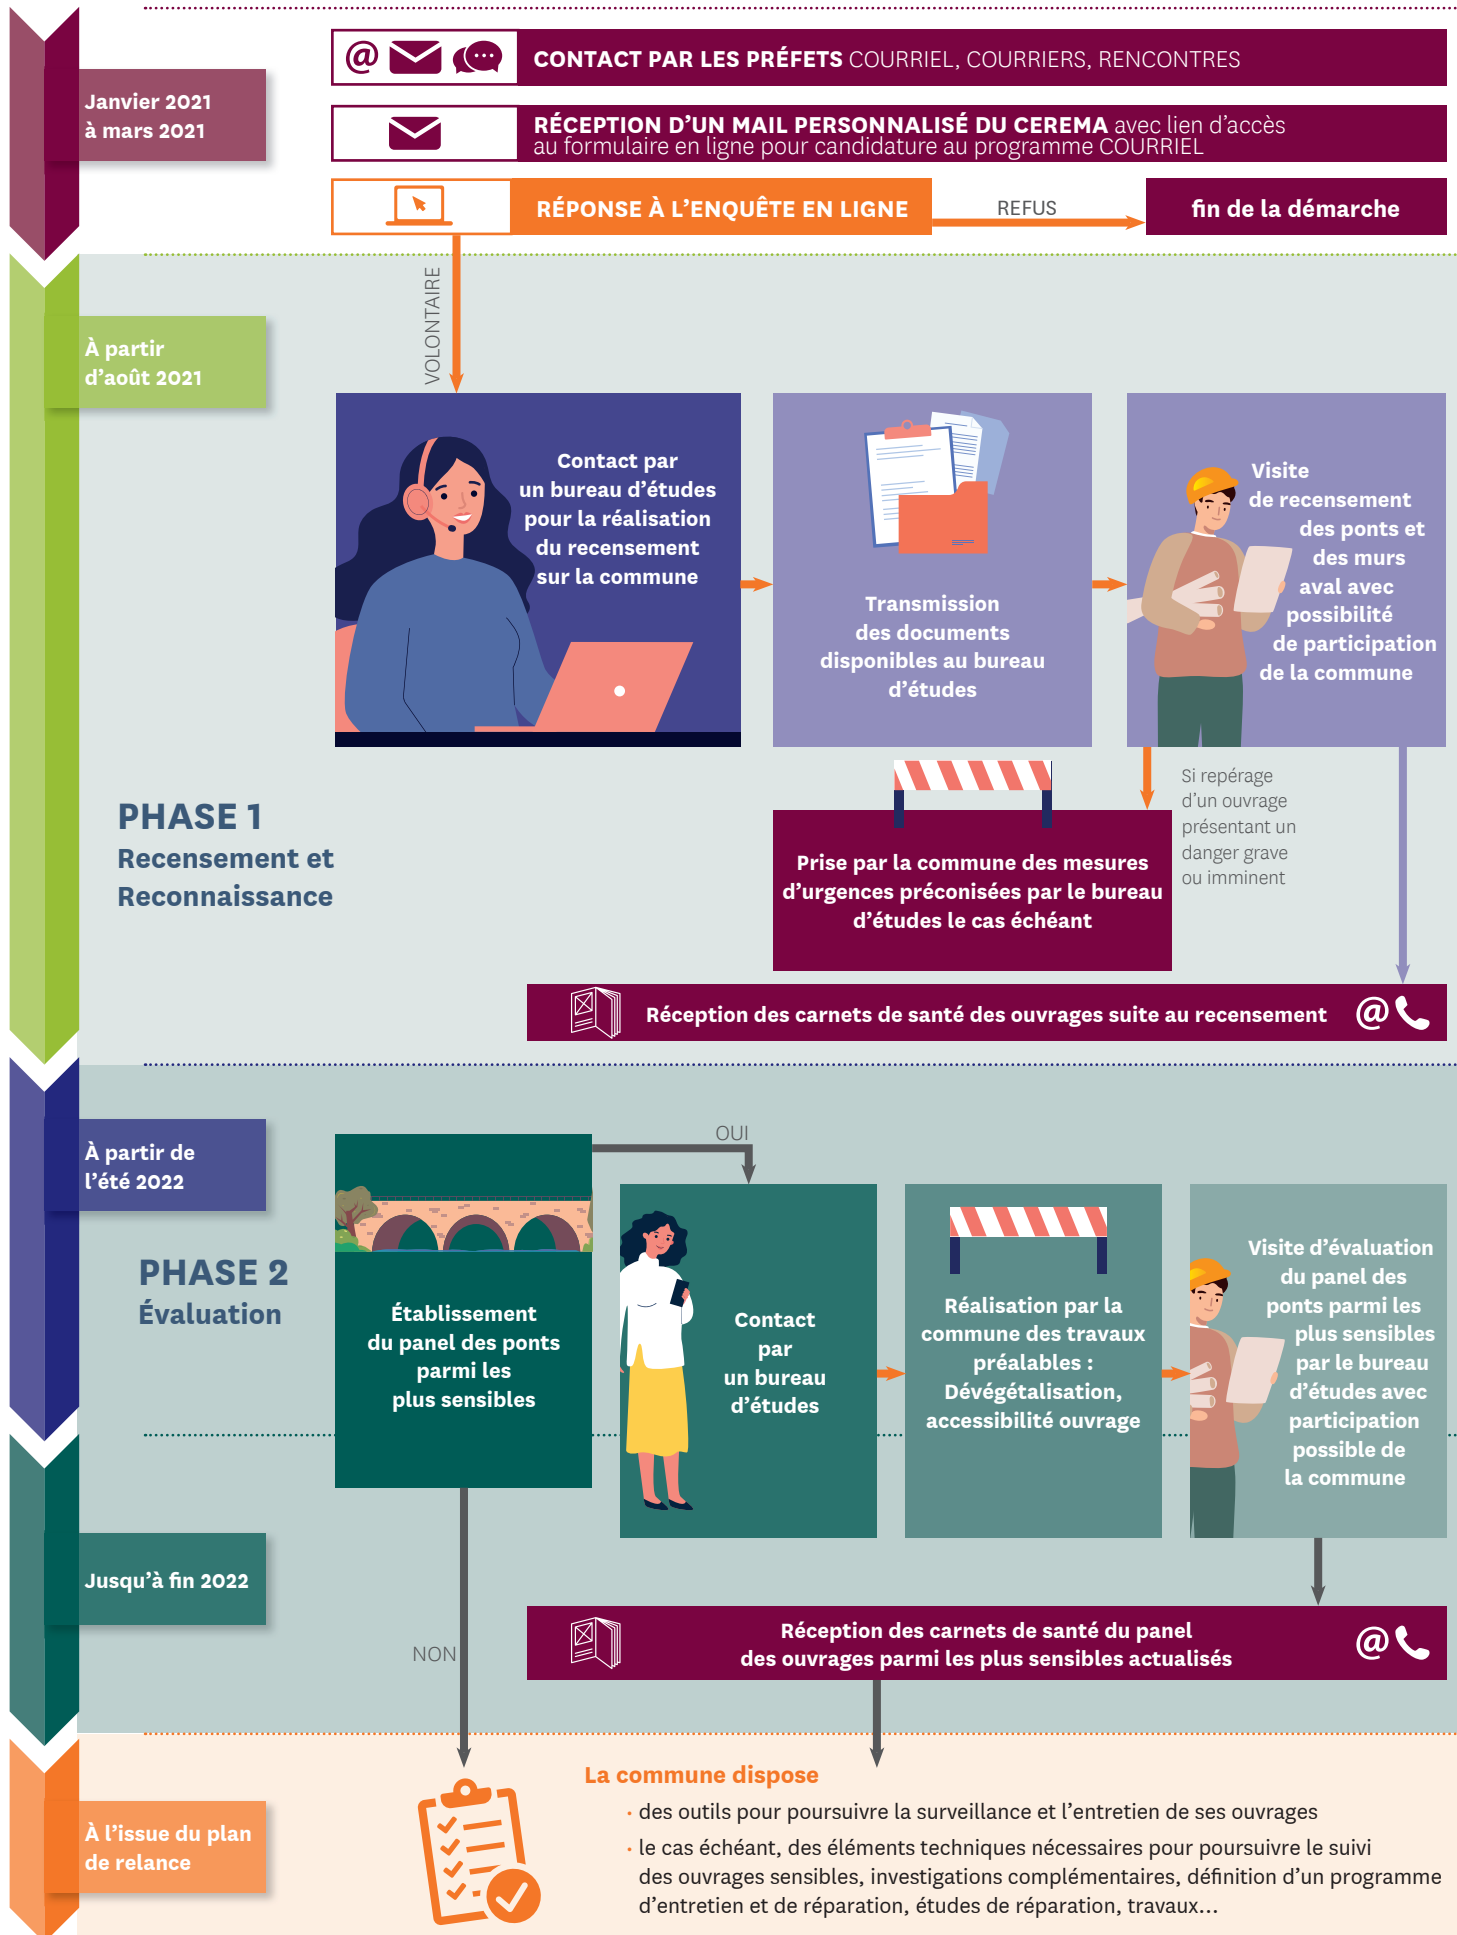 CONTACT PAR LES PRÉFETS COURRIEL, COURRIERS, RENCONTRES
Janvier 2021
à mars 2021
RÉCEPTION D’UN MAIL PERSONNALISÉ DU CEREMA avec lien d’accès
au formulaire en ligne pour candidature au programme COURRIEL
RÉPONSE À L’ENQUÊTE EN LIGNE
REFUS
fin de la démarche
VOLONTAIRE
À partir
d’août 2021
Contact par
un bureau d’études
pour la réalisation
du recensement
sur la commune
Transmission
des documents
disponibles au bureau
d’études
Visite
de recensement
des ponts et
des murs
aval avec
possibilité
de participation
de la commune
PHASE 1
Recensement et
Reconnaissance
Si repérage
d’un ouvrage
présentant un
danger grave
ou imminent
Prise par la commune des mesures
d’urgences préconisées par le bureau
d’études le cas échéant
Réception des carnets de santé des ouvrages suite au recensement
À partir de
l’été 2022
OUI
PHASE 2
Évaluation
Établissement
du panel des ponts
parmi les
plus sensibles
Contact
par
un bureau
d’études
Réalisation par la
commune des travaux
préalables :
Dévégétalisation,
accessibilité ouvrage
Visite d’évaluation
du panel des
ponts parmi les
plus sensibles
par le bureau
d’études avec
participation
possible de
la commune
Jusqu’à fin 2022
NON
Réception des carnets de santé du panel
des ouvrages parmi les plus sensibles actualisés
À l’issue du plan
de relance
La commune dispose
· des outils pour poursuivre la surveillance et l’entretien de ses ouvrages
· le cas échéant, des éléments techniques nécessaires pour poursuivre le suivi
des ouvrages sensibles, investigations complémentaires, définition d’un programme
d’entretien et de réparation, études de réparation, travaux…